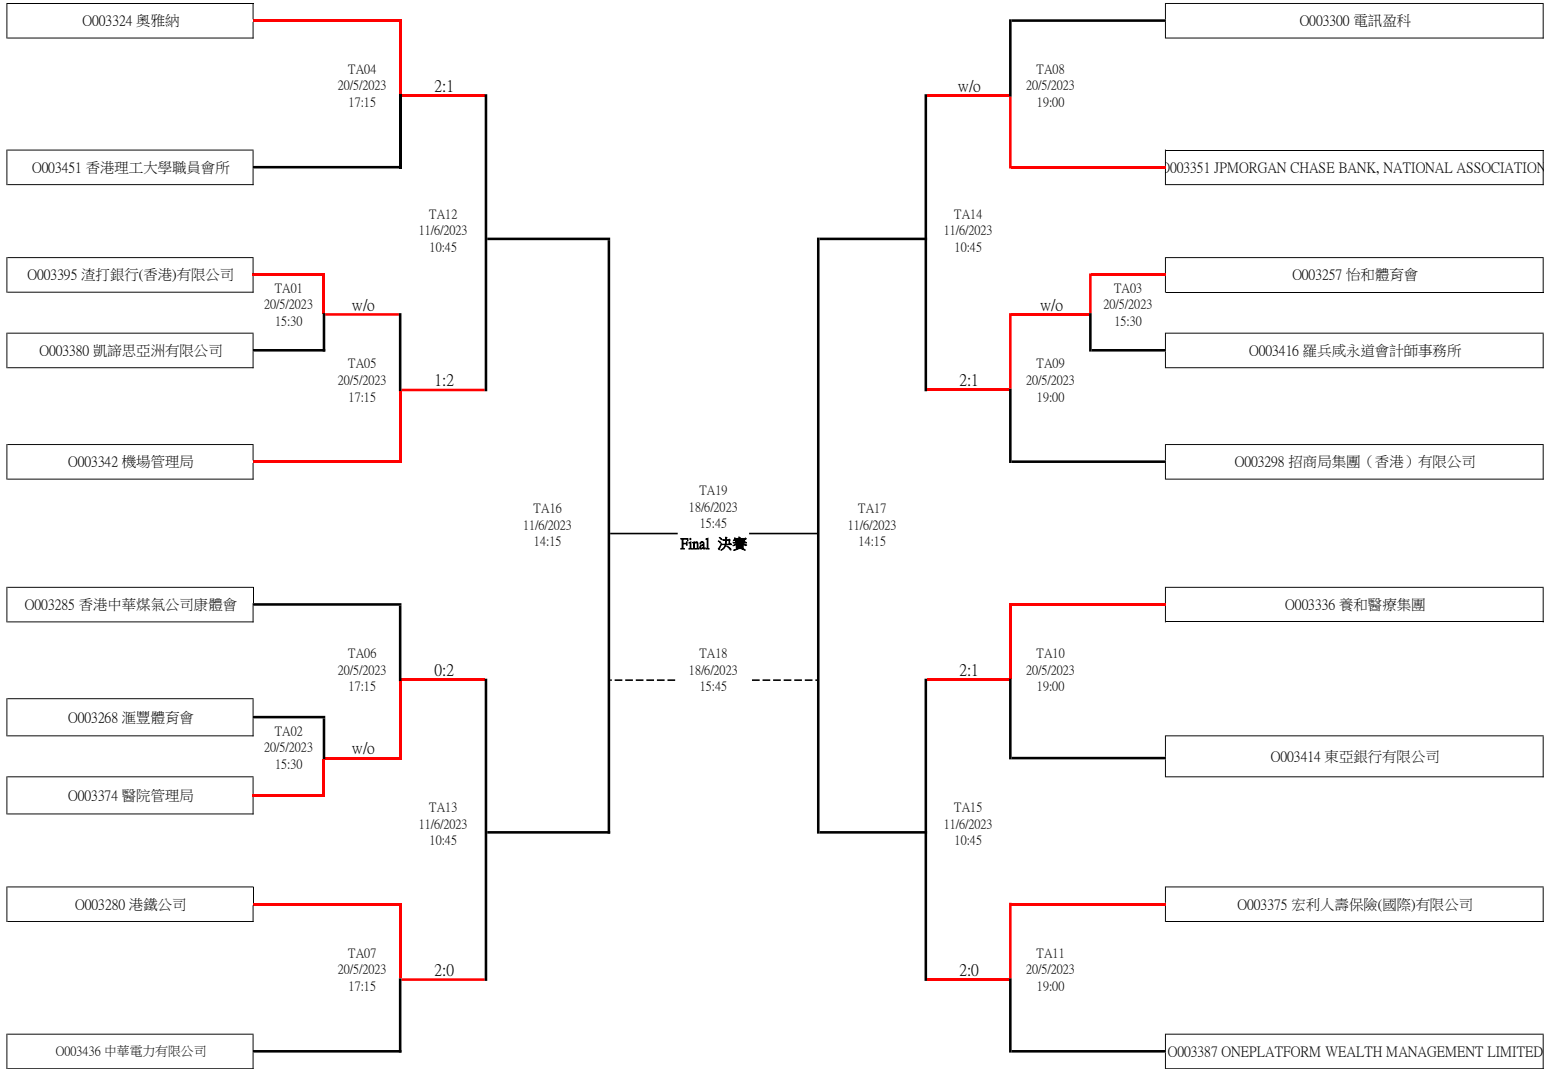 O003324 奧雅納
TA04
20/5/2023
17:15
2:1
O003451 香港理工大學職員會所
TA12
11/6/2023
10:45
O003395 渣打銀行(香港)有限公司
TA01
20/5/2023
15:30
w/o
O003380 凱諦思亞洲有限公司
TA05
20/5/2023
17:15
1:2
O003342 機場管理局
TA16
11/6/2023
14:15
O003285 香港中華煤氣公司康體會
TA06
20/5/2023
17:15
0:2
O003268 滙豐體育會
TA02
20/5/2023
15:30
w/o
O003374 醫院管理局
TA13
11/6/2023
10:45
O003280 港鐵公司
TA07
20/5/2023
17:15
2:0
O003436 中華電力有限公司
TA19
18/6/2023
15:45
Final 決賽
TA18
18/6/2023
15:45
O003300 電訊盈科
w/o
TA08
20/5/2023
19:00
O003351 JPMORGAN CHASE BANK, NATIONAL ASSOCIATION
TA14
11/6/2023
10:45
O003257 怡和體育會
w/o
TA03
20/5/2023
15:30
O003416 羅兵咸永道會計師事務所
2:1
TA09
20/5/2023
19:00
O003298 招商局集團（香港）有限公司
TA17
11/6/2023
14:15
O003336 養和醫療集團
2:1
TA10
20/5/2023
19:00
O003414 東亞銀行有限公司
TA15
11/6/2023
10:45
O003375 宏利人壽保險(國際)有限公司
2:0
TA11
20/5/2023
19:00
O003387 ONEPLATFORM WEALTH MANAGEMENT LIMITED